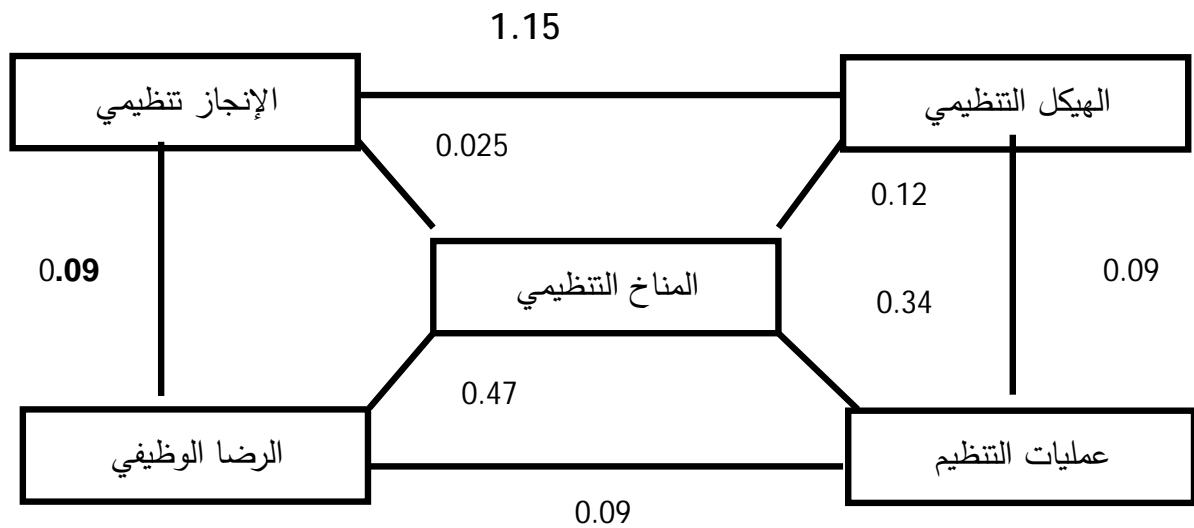 1.15
الهيكل التنظيمي
الإنجاز تنظيمي
0.025
0.12
0.09
المناخ التنظيمي
0.34
0.09
0.47
عمليات التنظيم
الرضا الوظيفي
0.09